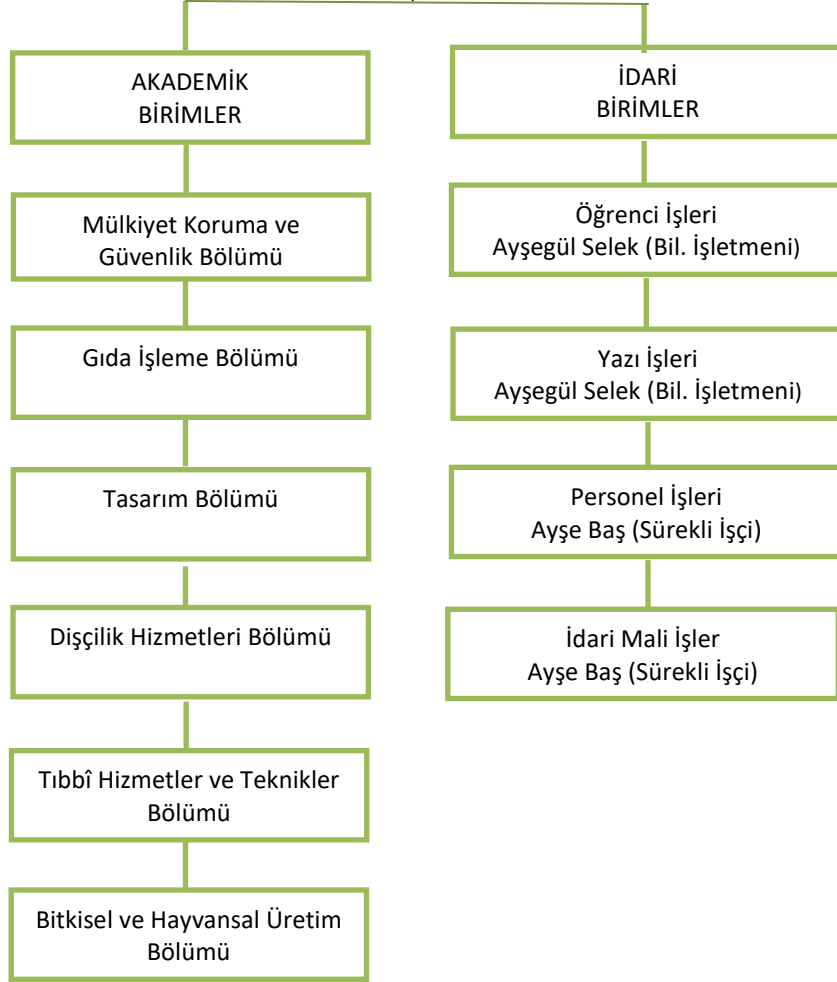 AKADEMİK
BİRİMLER
Mülkiyet Koruma ve
Güvenlik Bölümü
Gıda İşleme Bölümü
Tasarım Bölümü
Dişçilik Hizmetleri Bölümü
Tıbbî Hizmetler ve Teknikler
Bölümü
Bitkisel ve Hayvansal Üretim
Bölümü
İDARİ
BİRİMLER
Öğrenci İşleri
Ayşegül Selek (Bil. İşletmeni)
Yazı İşleri
Ayşegül Selek (Bil. İşletmeni)
Personel İşleri
Ayşe Baş (Sürekli İşçi)
İdari Mali İşler
Ayşe Baş (Sürekli İşçi)